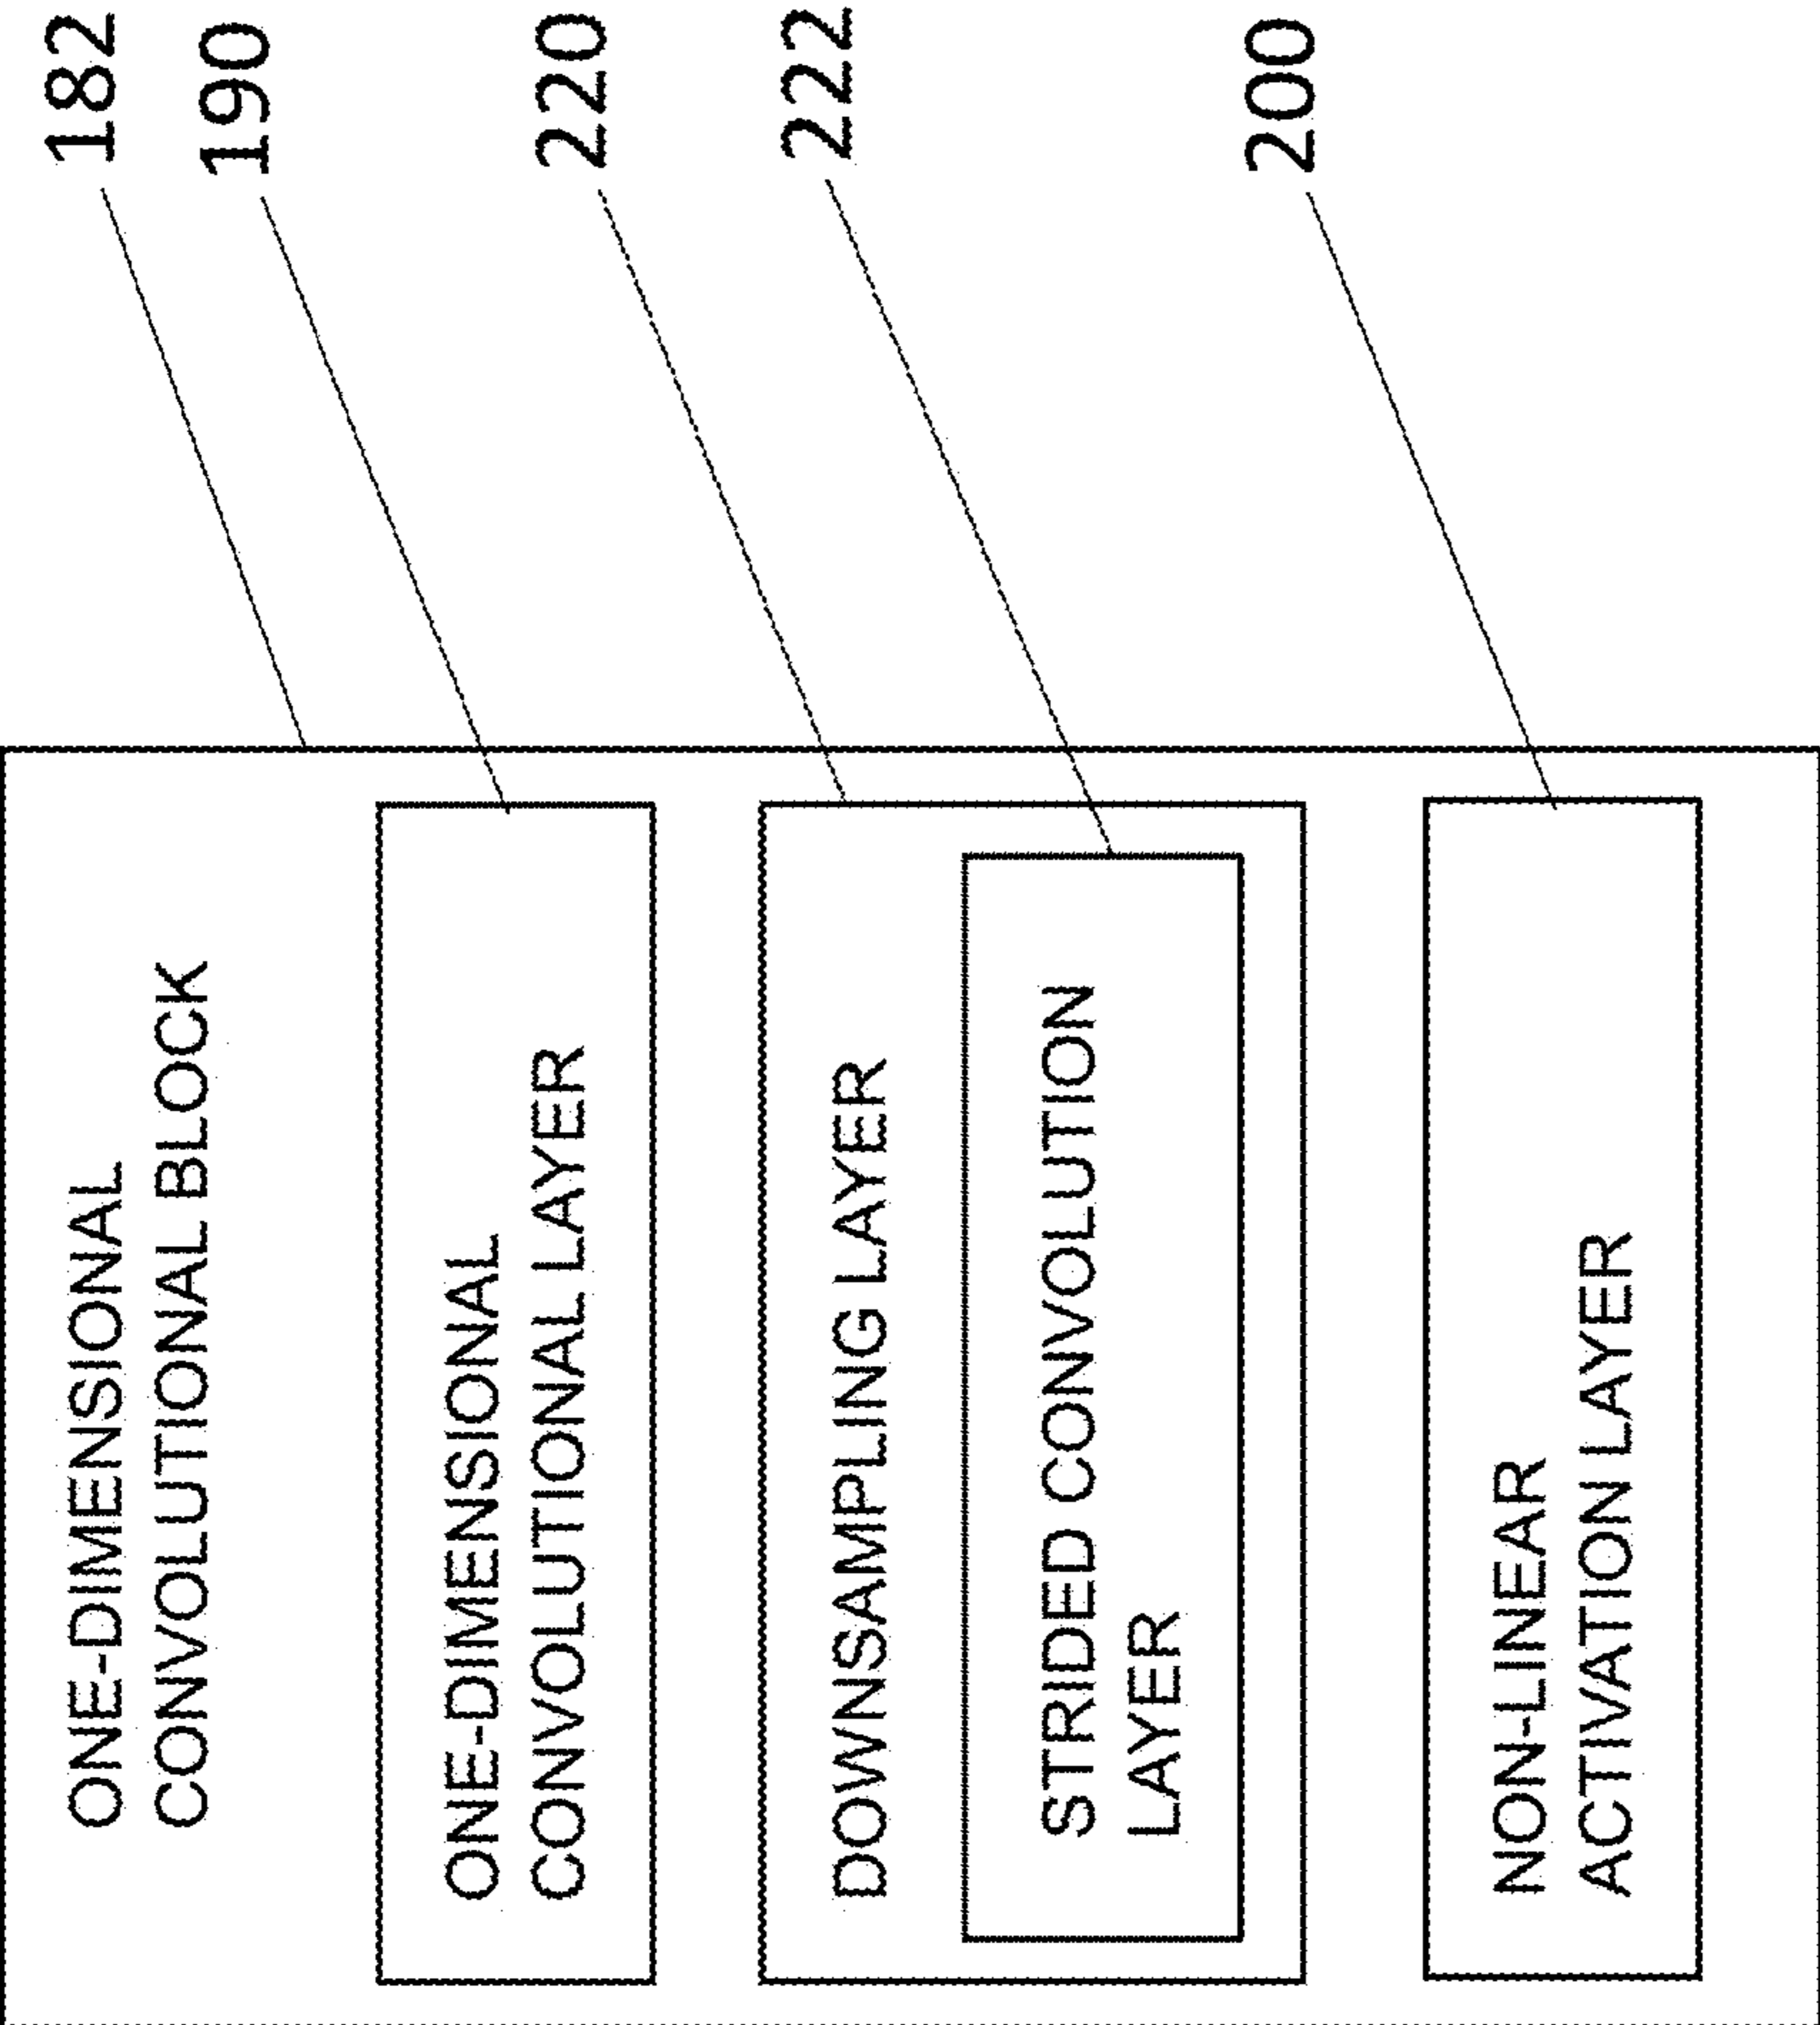 ONE-DIMENSIONAL
CONVOLUTIONAL BLOCK
182
ONE-DIMENSIONAL
CONVOLUTIONAL LAYER
190
DOWNSAMPLING LAYER
220
STRIDED CONVOLUTION
LAYER
222
NON-LINEAR
ACTIVATION LAYER
200